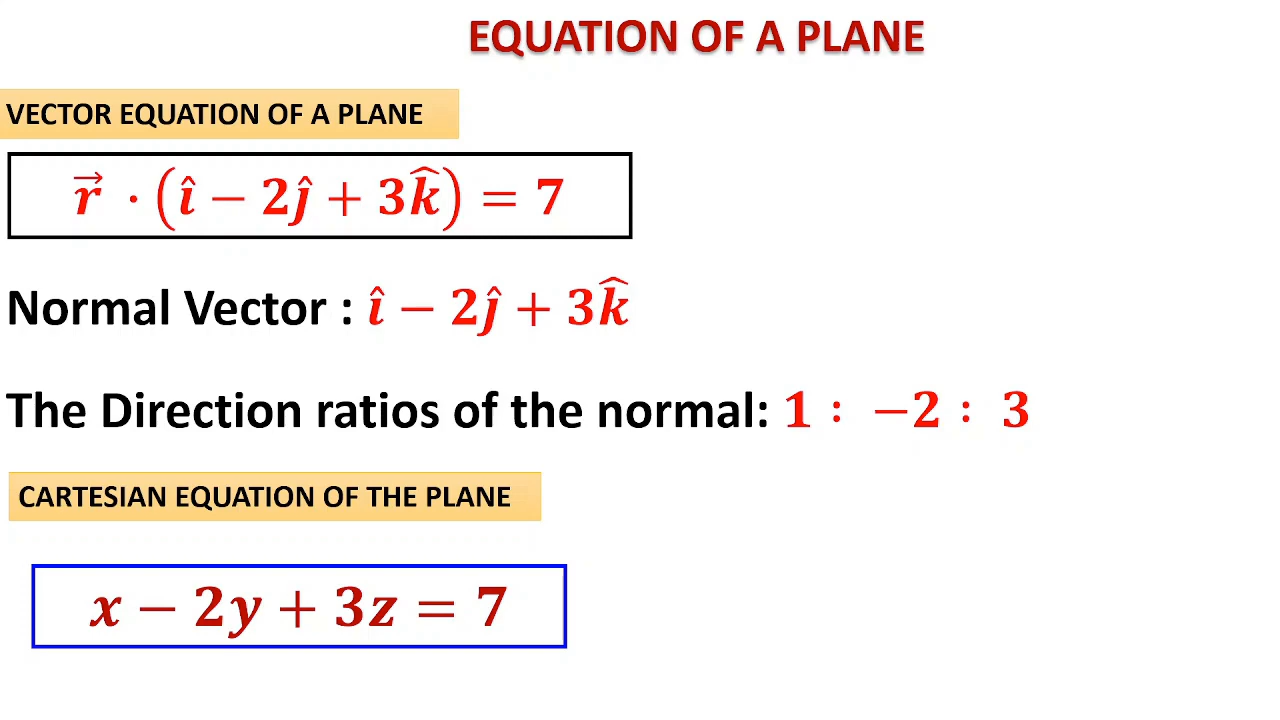 EQUATION OF A PLANE
VECTOR EQUATION OF A PLANE
r⃗ · (î − 2ĵ + 3k̂) = 7
Normal Vector : î − 2ĵ + 3k̂
The Direction ratios of the normal: 1 : −2 : 3
CARTESIAN EQUATION OF THE PLANE
x − 2y + 3z = 7